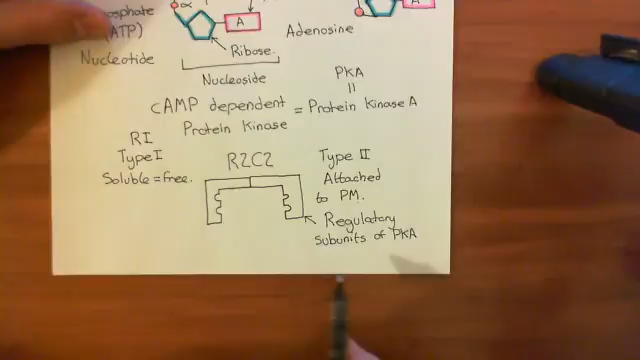 phosphate
(ATP)
Nucleotide
α
A
Ribose.
Nucleoside
A
Adenosine
PKA
=
cAMP dependent = Protein Kinase A
Protein Kinase
RI
Type I
Soluble = Free.
R2C2
Type II
Attached
to PM.
Regulatory
subunits of PKA